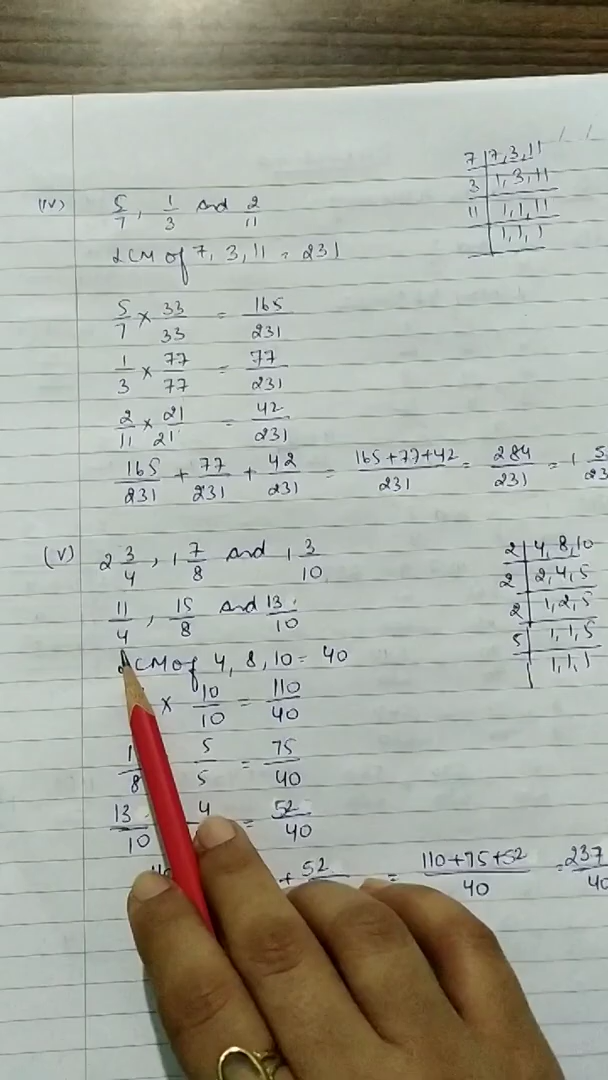 (iv) 5/7, 1/3 and 2/11
LCM of 7, 3, 11 = 231
7 | 7, 3, 11
3 | 1, 3, 11
11 | 1, 1, 11
1, 1, 1
5/7 × 33/33 = 165/231
1/3 × 77/77 = 77/231
2/11 × 21/21 = 42/231
165/231 + 77/231 + 42/231 = 165+77+42/231 = 284/231 = 1
(v) 2 3/4, 1 7/8 and 1 3/10
11/4, 15/8 and 13/10
LCM of 4, 8, 10 = 40
2 | 4, 8, 10
2 | 2, 4, 5
2 | 1, 2, 5
5 | 1, 1, 5
1, 1, 1
× 10/10 = 110/40
5/5 = 75/40
13/10 4 = 52/40
+ 52 = 110+75+52/40 = 237/40